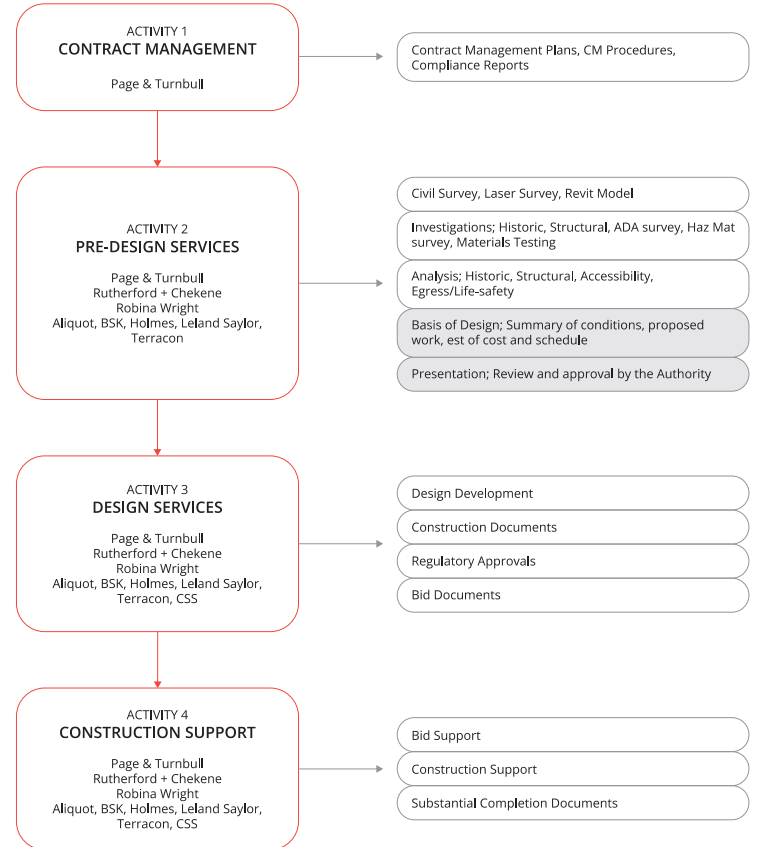 ACTIVITY 1
CONTRACT MANAGEMENT
Page & Turnbull
Contract Management Plans, CM Procedures,
Compliance Reports
ACTIVITY 2
PRE-DESIGN SERVICES
Page & Turnbull
Rutherford + Chekene
Robina Wright
Aliquot, BSK, Holmes, Leland Saylor,
Terracon
Civil Survey, Laser Survey, Revit Model
Investigations; Historic, Structural, ADA survey, Haz Mat
survey, Materials Testing
Analysis; Historic, Structural, Accessibility,
Egress/Life-safety
Basis of Design; Summary of conditions, proposed
work, est of cost and schedule
Presentation; Review and approval by the Authority
ACTIVITY 3
DESIGN SERVICES
Page & Turnbull
Rutherford + Chekene
Robina Wright
Aliquot, BSK, Holmes, Leland Saylor,
Terracon, CSS
Design Development
Construction Documents
Regulatory Approvals
Bid Documents
ACTIVITY 4
CONSTRUCTION SUPPORT
Page & Turnbull
Rutherford + Chekene
Robina Wright
Aliquot, BSK, Holmes, Leland Saylor,
Terracon, CSS
Bid Support
Construction Support
Substantial Completion Documents